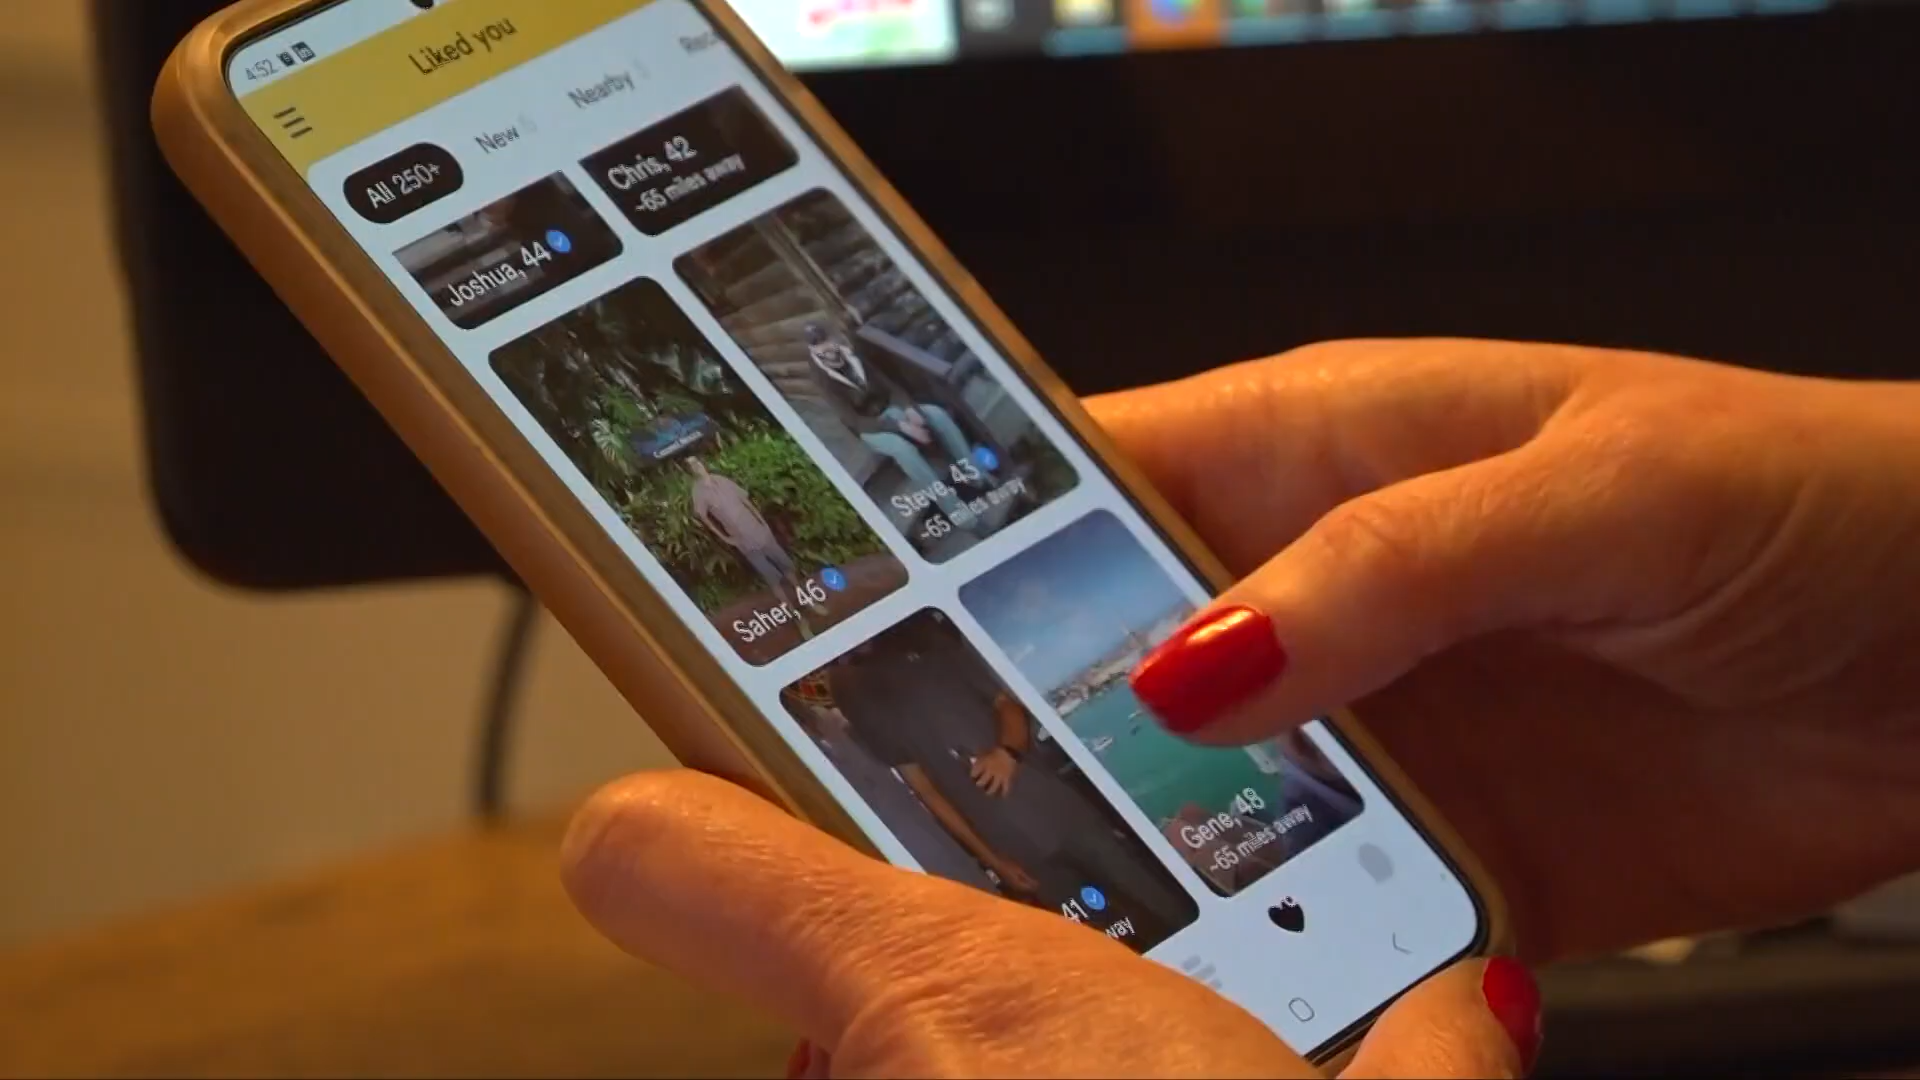 4:52
Liked you
All 250+
New
Nearby
Joshua, 44
Chris, 42
~65 miles away
Saher, 46
Steve, 43
~65 miles away
41
Gene, 48
~65 miles away